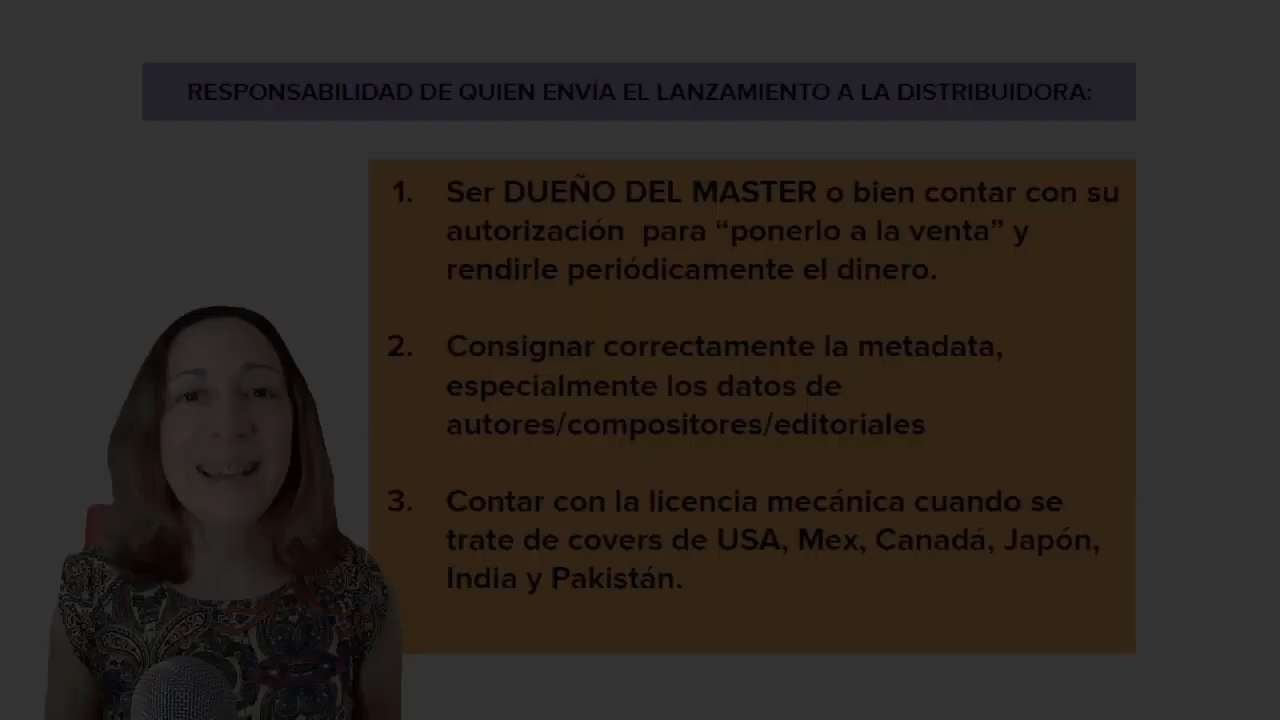 RESPONSABILIDAD DE QUIEN ENVÍA EL LANZAMIENTO A LA DISTRIBUIDORA:
1. Ser DUEÑO DEL MASTER o bien contar con su
autorización para “ponerlo a la venta” y
rendirle periódicamente el dinero.
2. Consignar correctamente la metadata,
especialmente los datos de
autores/compositores/editoriales
3. Contar con la licencia mecánica cuando se
trate de covers de USA, Mex, Canadá, Japón,
India y Pakistán.